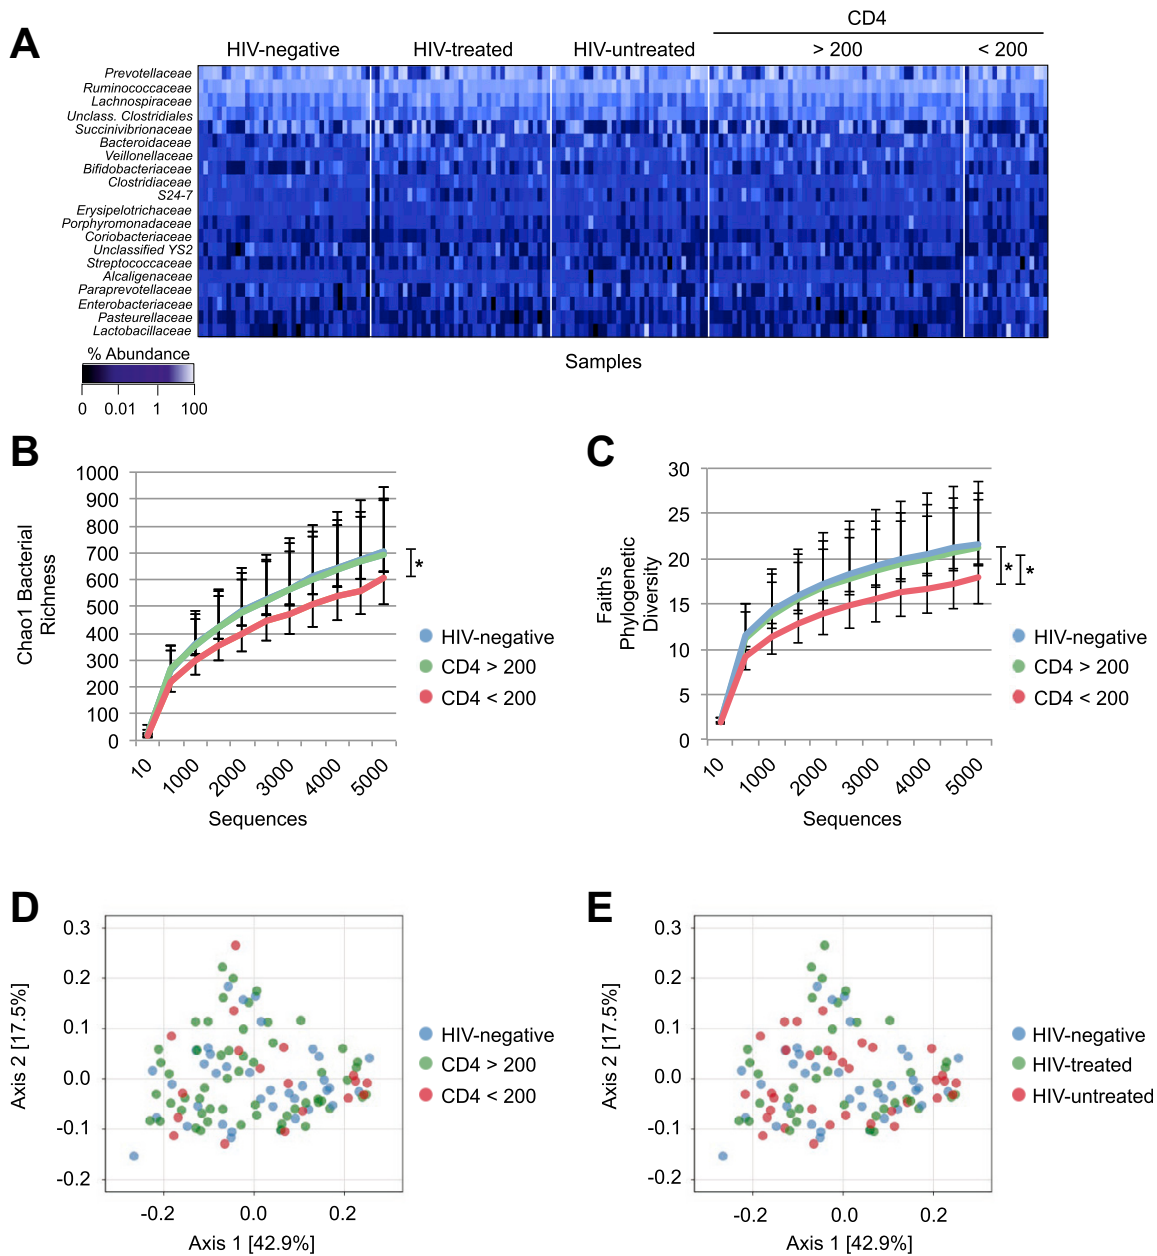 A
CD4
HIV-negative HIV-treated HIV-untreated > 200 < 200
Prevotellaceae
Ruminococcaceae
Lachnospiraceae
Unclass. Clostridiales
Succinivibrionaceae
Bacteroidaceae
Veillonellaceae
Bifidobacteriaceae
Clostridiaceae
S24-7
Erysipelotrichaceae
Porphyromonadaceae
Coriobacteriaceae
Unclassified YS2
Streptococcaceae
Alcaligenaceae
Paraprevotellaceae
Enterobacteriaceae
Pasteurellaceae
Lactobacillaceae
% Abundance
0 0.01 1 100
Samples
B
Chao1 Bacterial
Richness
1000
900
800
700
600
500
400
300
200
100
0
*
HIV-negative
CD4 > 200
CD4 < 200
10 1000 2000 3000 4000 5000
Sequences
C
Faith's
Phylogenetic
Diversity
30
25
20
15
10
5
0
* *
HIV-negative
CD4 > 200
CD4 < 200
10 1000 2000 3000 4000 5000
Sequences
D
Axis 2 [17.5%]
0.3
0.2
0.1
0.0
-0.1
-0.2
-0.2 0.0 0.2
Axis 1 [42.9%]
HIV-negative
CD4 > 200
CD4 < 200
E
Axis 2 [17.5%]
0.3
0.2
0.1
0.0
-0.1
-0.2
-0.2 0.0 0.2
Axis 1 [42.9%]
HIV-negative
HIV-treated
HIV-untreated